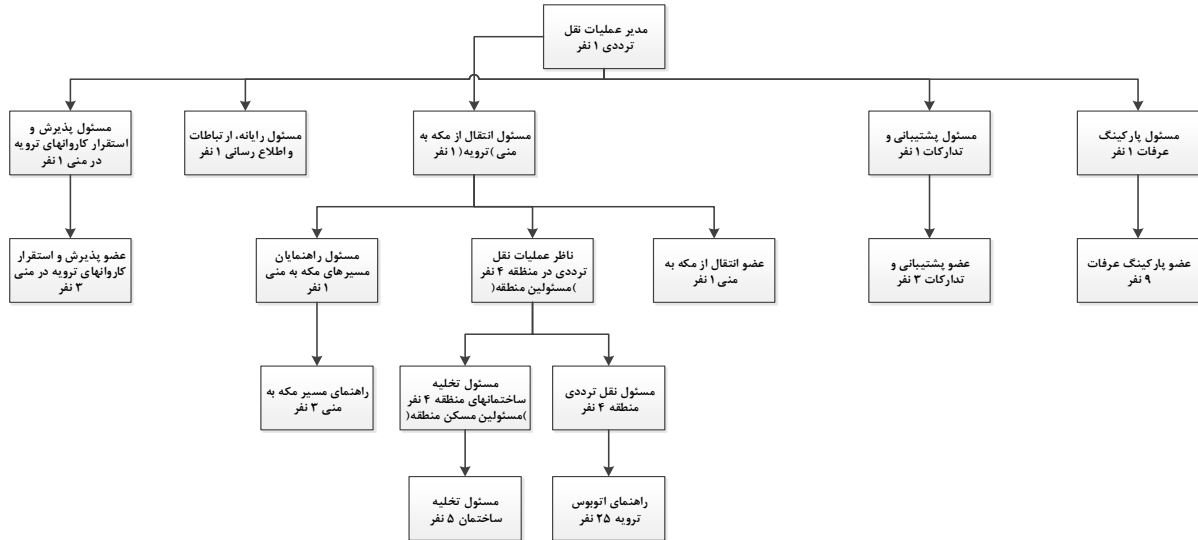 مدیر عملیات نقل
ترددی ۱ نفر
مسئول پارکینگ
عرفات ۱ نفر
مسئول پشتیبانی و
تدارکات ۱ نفر
مسئول انتقال از مکه به
منی )ترویه( ۱ نفر
مسئول رایانه، ارتباطات
و اطلاع رسانی ۱ نفر
مسئول پذیرش و
استقرار کاروانهای ترویه
در منی ۱ نفر
عضو پارکینگ عرفات
۹ نفر
عضو پشتیبانی و
تدارکات ۳ نفر
عضو انتقال از مکه به
منی ۱ نفر
ناظر عملیات نقل
ترددی در منظقه ۴ نفر
)مسئولین منطقه(
مسئول راهنمایان
مسیرهای مکه به منی
۱ نفر
عضو پذیرش و استقرار
کاروانهای ترویه در منی
۳ نفر
مسئول نقل ترددی
منطقه ۴ نفر
مسئول تخلیه
ساختمانهای منظقه ۴ نفر
)مسئولین مسکن منطقه(
راهنمای مسیر مکه به
منی ۳ نفر
راهنمای اتوبوس
ترویه ۲۵ نفر
مسئول تخلیه
ساختمان ۵ نفر